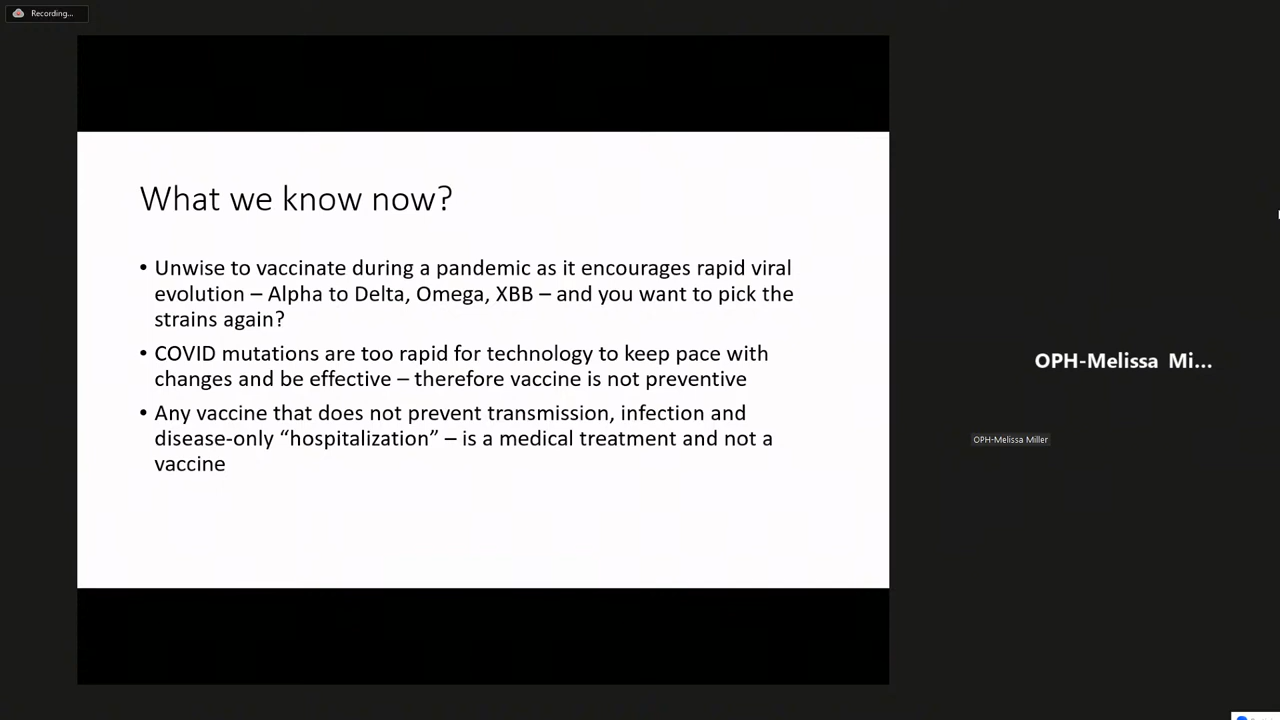 Recording...
What we know now?
• Unwise to vaccinate during a pandemic as it encourages rapid viral
evolution – Alpha to Delta, Omega, XBB – and you want to pick the
strains again?
• COVID mutations are too rapid for technology to keep pace with
changes and be effective – therefore vaccine is not preventive
• Any vaccine that does not prevent transmission, infection and
disease-only “hospitalization” – is a medical treatment and not a
vaccine
OPH-Melissa Mi...
OPH-Melissa Miller